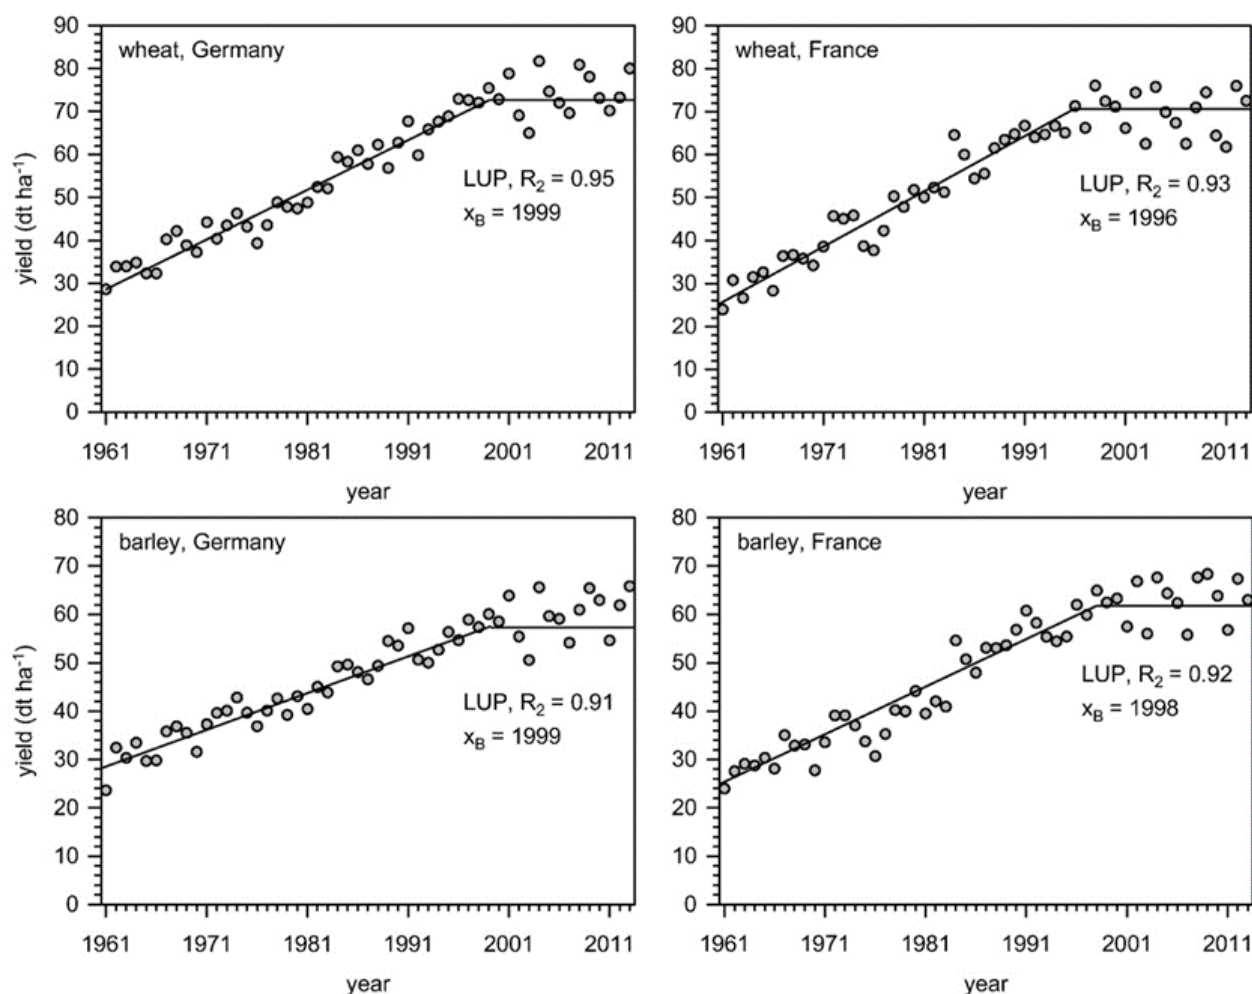 wheat, Germany
90
80
70
60
50
40
30
20
10
0
yield (dt ha⁻¹)
LUP, R₂ = 0.95
x_B = 1999
1961 1971 1981 1991 2001 2011
year
wheat, France
90
80
70
60
50
40
30
20
10
0
LUP, R₂ = 0.93
x_B = 1996
1961 1971 1981 1991 2001 2011
year
barley, Germany
80
70
60
50
40
30
20
10
0
yield (dt ha⁻¹)
LUP, R₂ = 0.91
x_B = 1999
1961 1971 1981 1991 2001 2011
year
barley, France
80
70
60
50
40
30
20
10
0
LUP, R₂ = 0.92
x_B = 1998
1961 1971 1981 1991 2001 2011
year